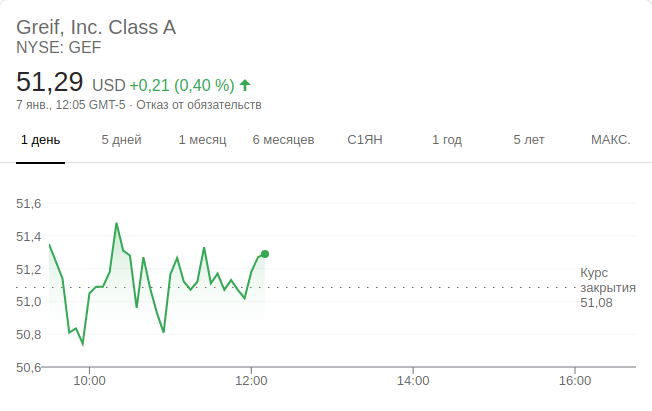 Greif, Inc. Class A
NYSE: GEF
51,29 USD +0,21 (0,40 %)
7 янв., 12:05 GMT-5 · Отказ от обязательств
1 день 5 дней 1 месяц 6 месяцев С1ЯН 1 год 5 лет МАКС.
51,6
51,4
51,2
51,0
50,8
50,6
Курс
закрытия
51,08
10:00 12:00 14:00 16:00